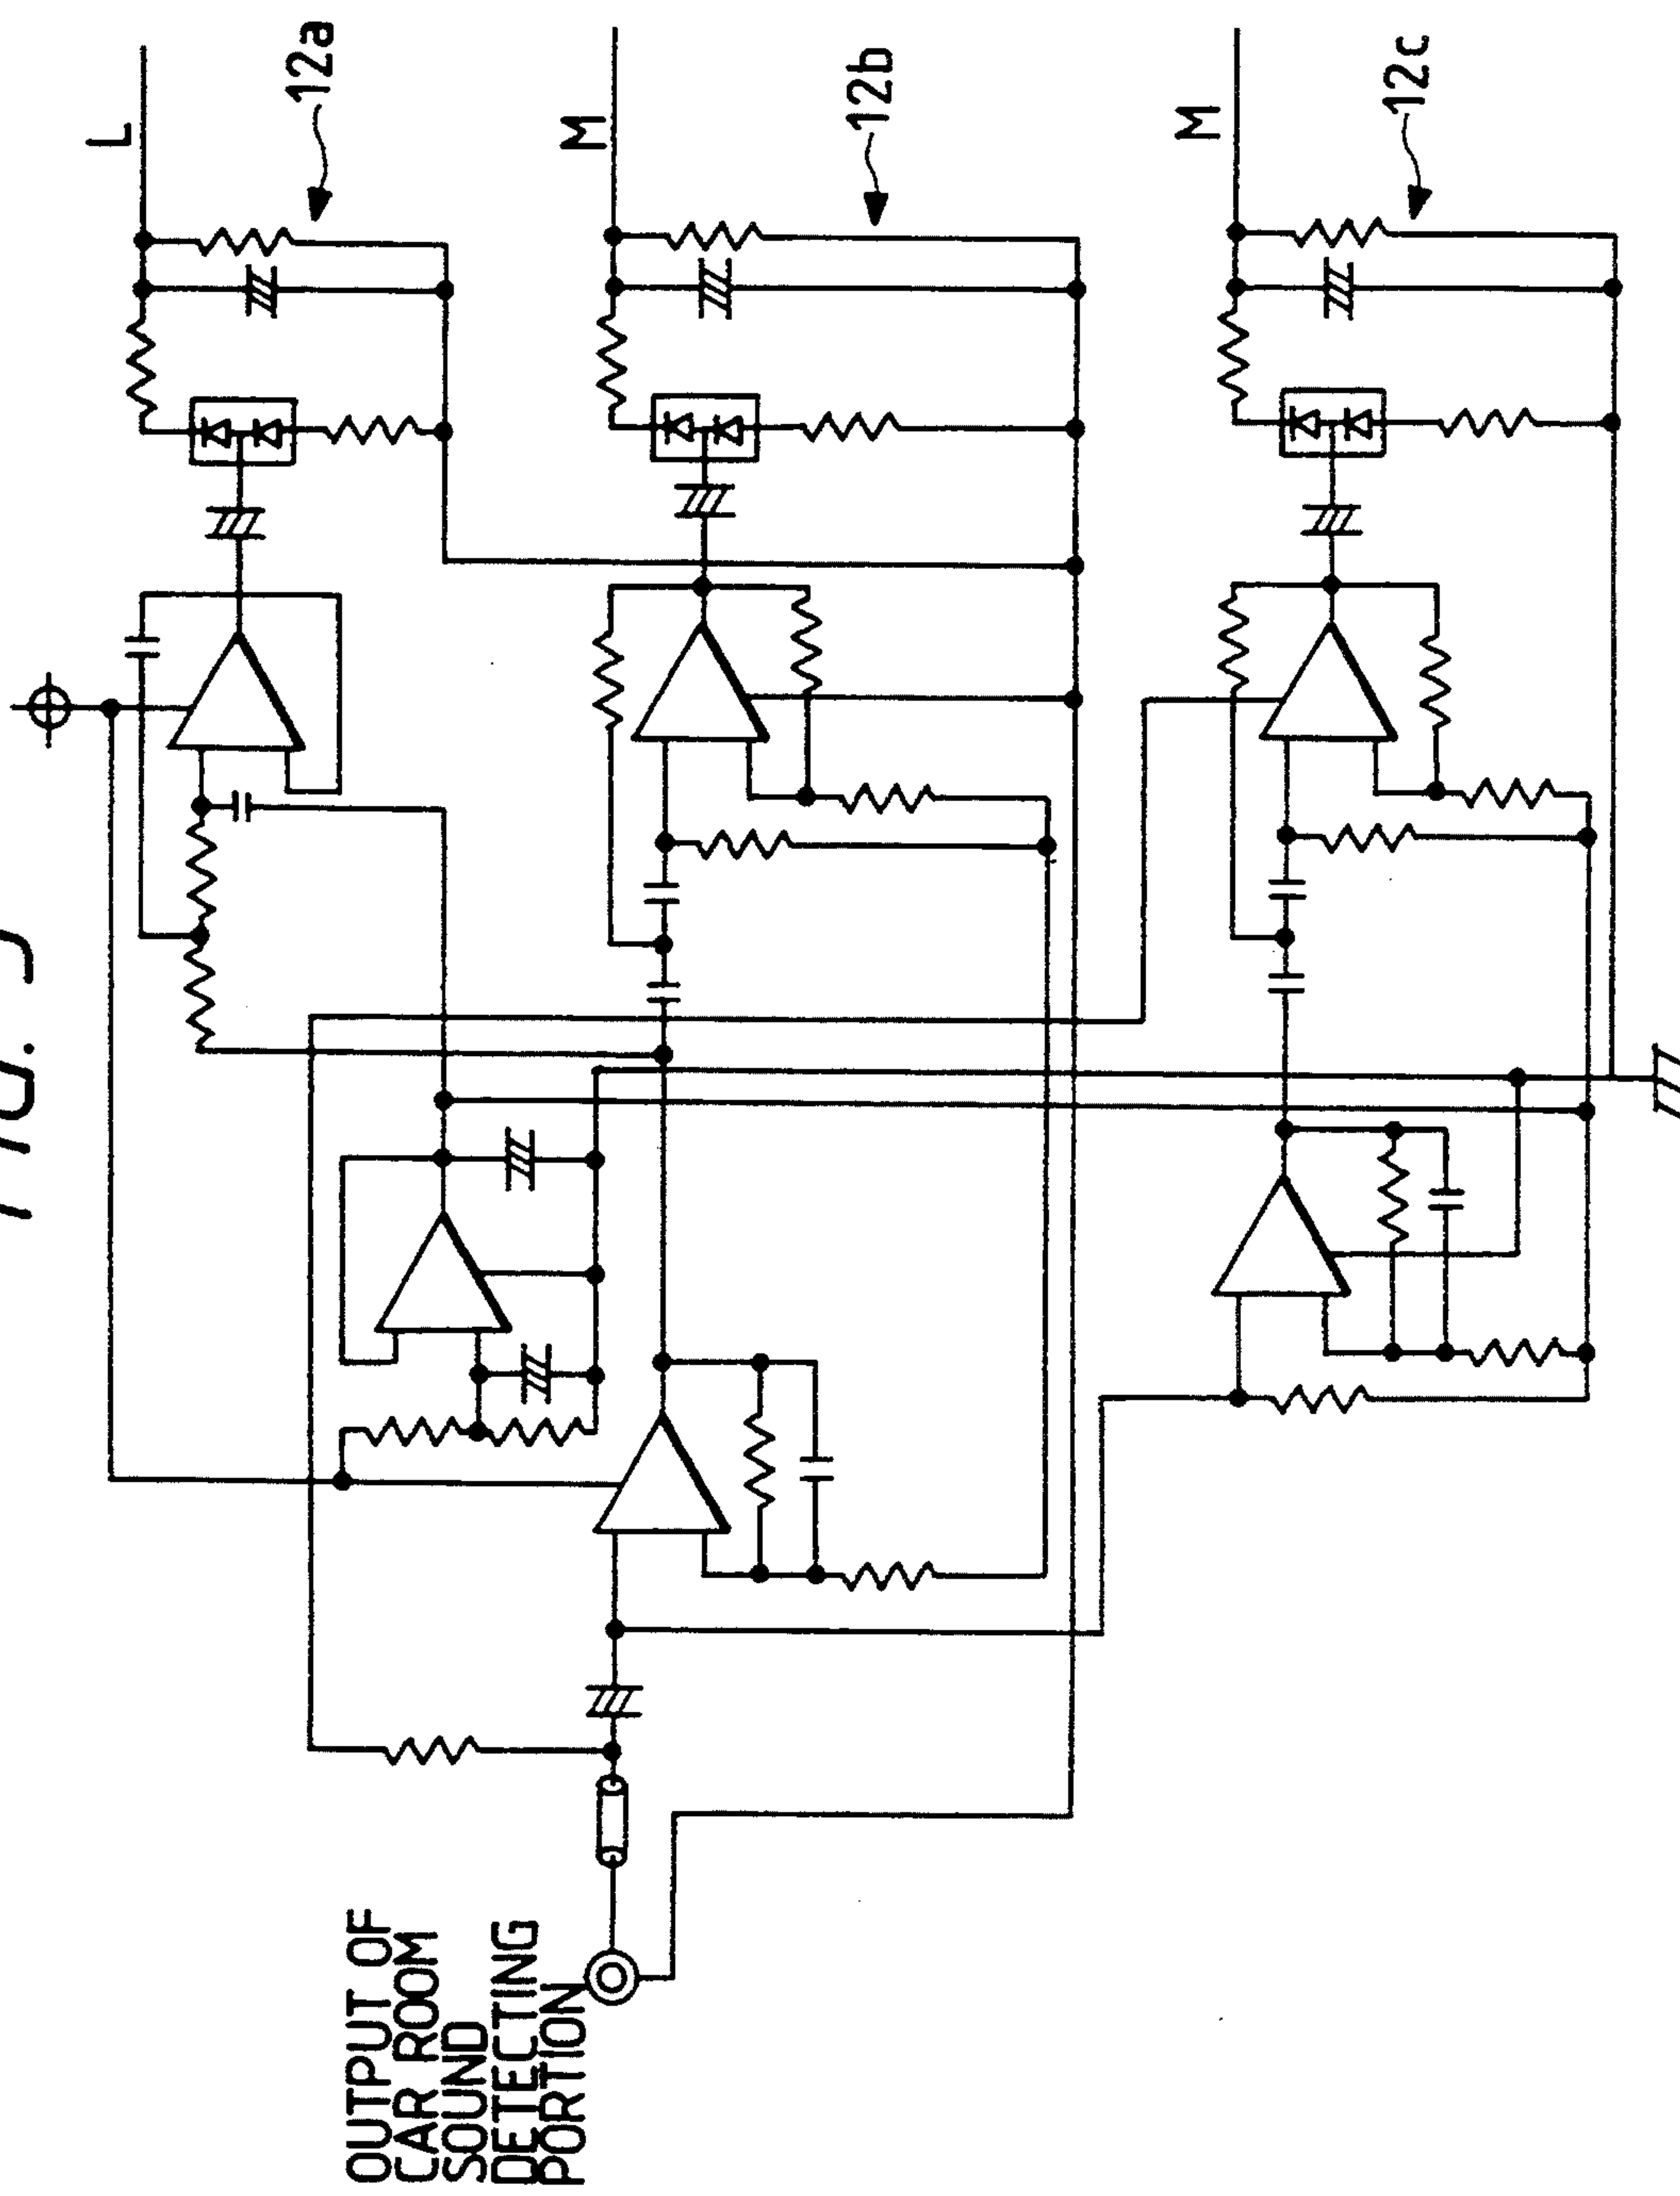 L
12a
M
12b
M
12c
OUTPUT OF
CAR ROOM
SOUND
DETECTING
PORTION